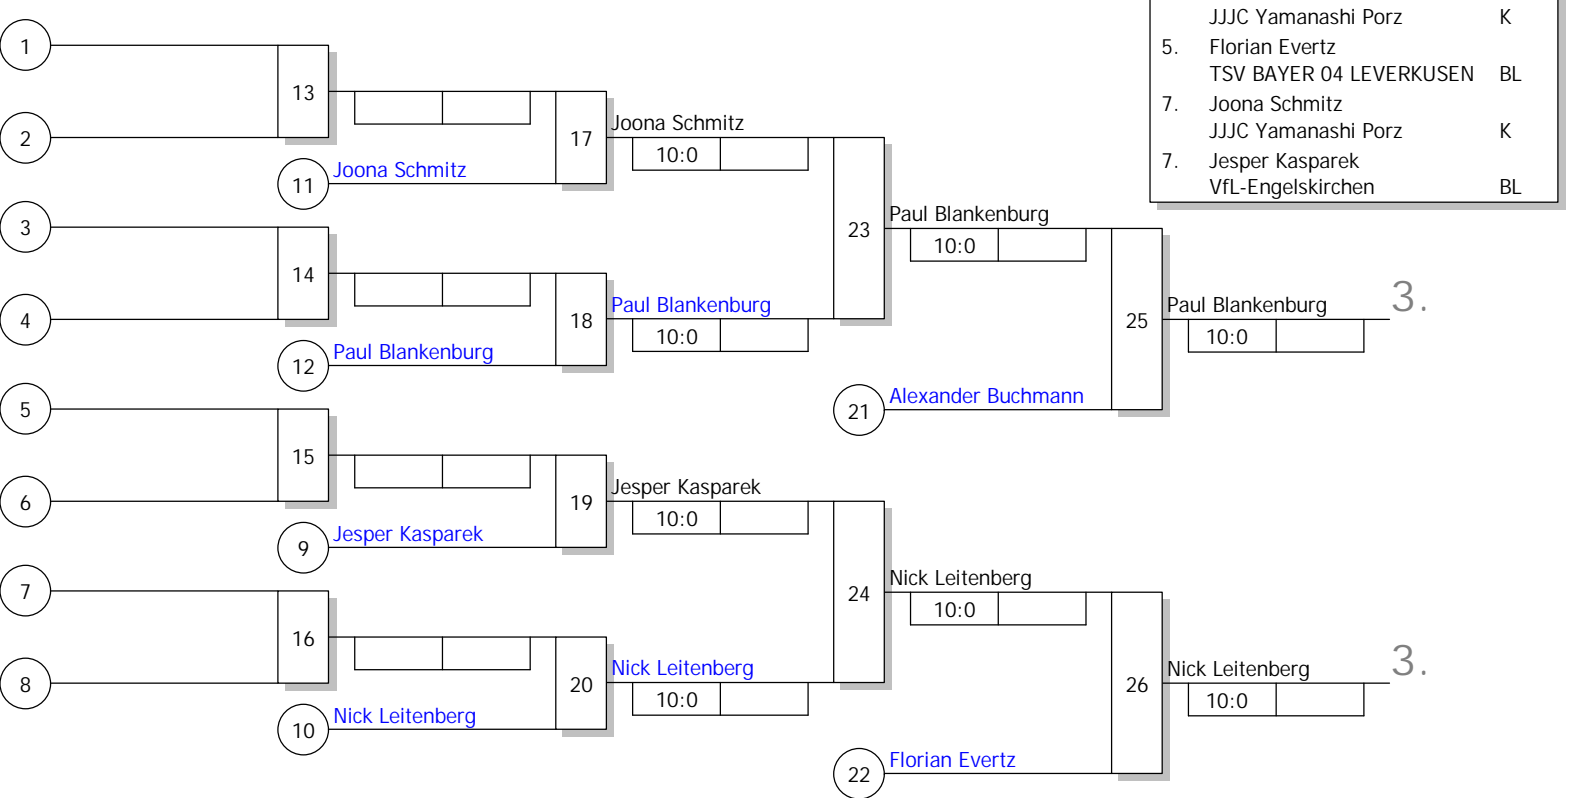 JJJC Yamanashi Porz K
5. Florian Evertz
TSV BAYER 04 LEVERKUSEN BL
7. Joona Schmitz
JJJC Yamanashi Porz K
7. Jesper Kasparek
VfL-Engelskirchen BL
1
13
2
17
Joona Schmitz
10:0
11
Joona Schmitz
3
14
4
18
Paul Blankenburg
10:0
12
Paul Blankenburg
23
Paul Blankenburg
10:0
25
Paul Blankenburg
10:0
3.
21
Alexander Buchmann
5
15
6
19
Jesper Kasparek
10:0
9
Jesper Kasparek
7
16
8
20
Nick Leitenberg
10:0
10
Nick Leitenberg
24
Nick Leitenberg
10:0
26
Nick Leitenberg
10:0
3.
22
Florian Evertz